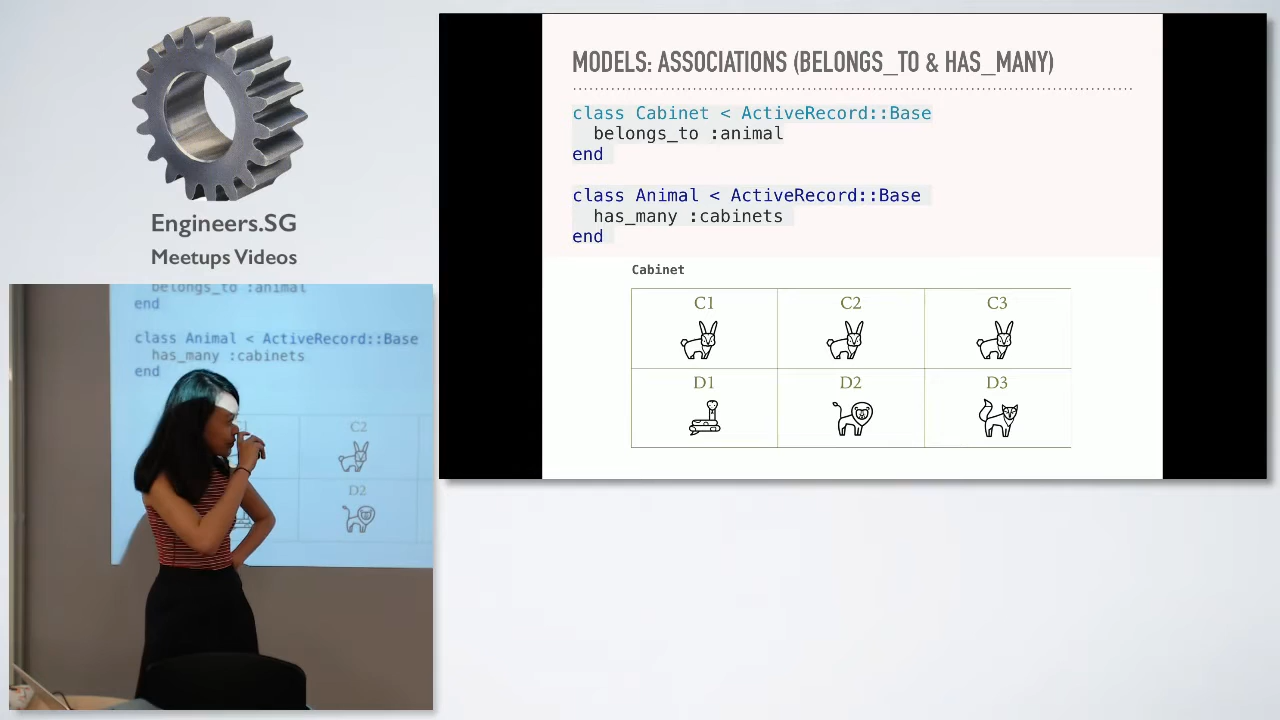 Engineers.SG
Meetups Videos
MODELS: ASSOCIATIONS (BELONGS_TO & HAS_MANY)
class Cabinet < ActiveRecord::Base
belongs_to :animal
end
class Animal < ActiveRecord::Base
has_many :cabinets
end
Cabinet
C1 C2 C3
D1 D2 D3
belongs_to :animal
end
class Animal < ActiveRecord::Base
has_many :cabinets
end
C2
D2